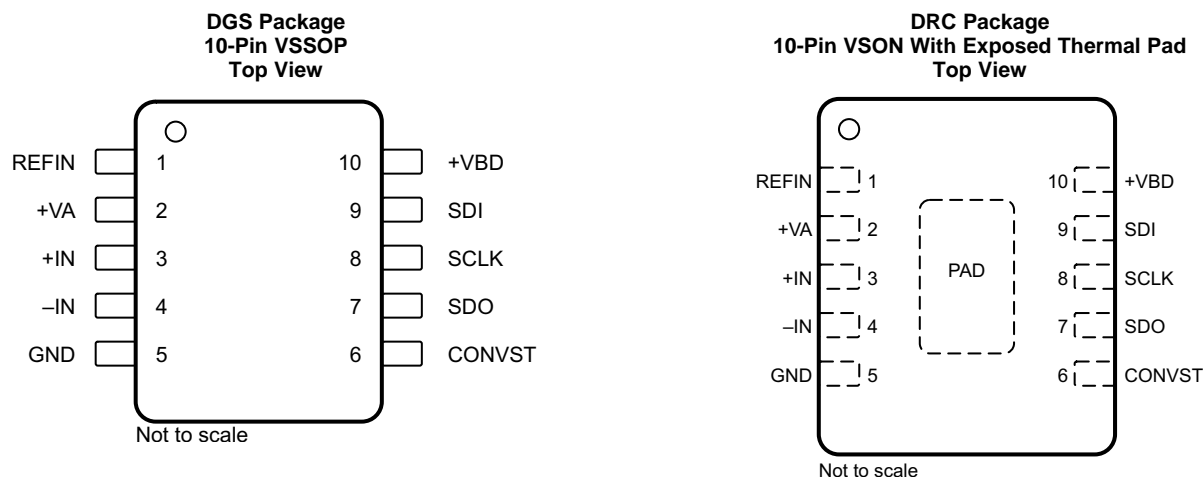 DGS Package
10-Pin VSSOP
Top View
REFIN 1 10 +VBD
+VA 2 9 SDI
+IN 3 8 SCLK
–IN 4 7 SDO
GND 5 6 CONVST
Not to scale
DRC Package
10-Pin VSON With Exposed Thermal Pad
Top View
REFIN 1 10 +VBD
+VA 2 9 SDI
+IN 3 PAD 8 SCLK
–IN 4 7 SDO
GND 5 6 CONVST
Not to scale